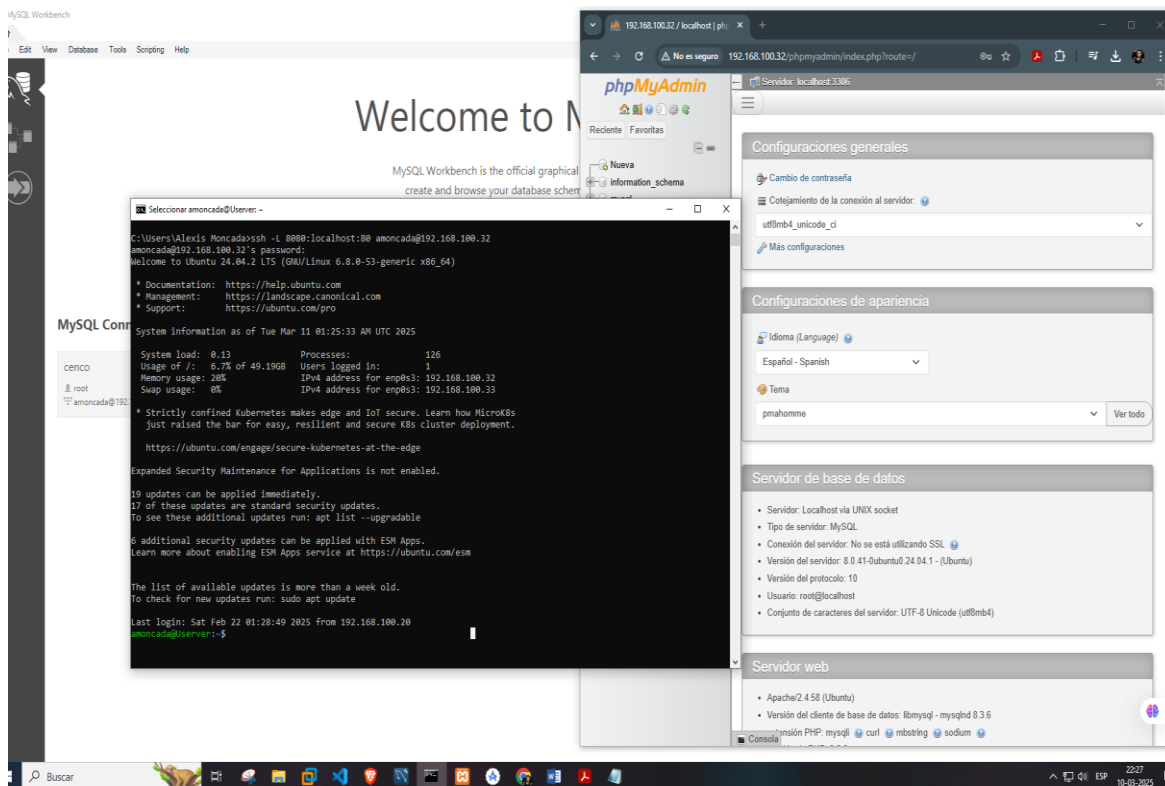 MySQL Workbench
Edit View Database Tools Scripting Help
Welcome to
MySQL Workbench is the official graphical
create and browse your database schem
MySQL Conn
cenco
root
amoncada@192.
Seleccionar amoncada@Userver: ~
C:\Users\Alexis Moncada>ssh -L 8080:localhost:80 amoncada@192.168.100.32
amoncada@192.168.100.32's password:
Welcome to Ubuntu 24.04.2 LTS (GNU/Linux 6.8.0-53-generic x86_64)
* Documentation: https://help.ubuntu.com
* Management: https://landscape.canonical.com
* Support: https://ubuntu.com/pro
System information as of Tue Mar 11 01:25:33 AM UTC 2025
System load: 0.13 Processes: 126
Usage of /: 6.7% of 49.19GB Users logged in: 1
Memory usage: 20% IPv4 address for enp0s3: 192.168.100.32
Swap usage: 0% IPv4 address for enp0s3: 192.168.100.33
* Strictly confined Kubernetes makes edge and IoT secure. Learn how MicroK8s
just raised the bar for easy, resilient and secure K8s cluster deployment.
https://ubuntu.com/engage/secure-kubernetes-at-the-edge
Expanded Security Maintenance for Applications is not enabled.
19 updates can be applied immediately.
17 of these updates are standard security updates.
To see these additional updates run: apt list --upgradable
6 additional security updates can be applied with ESM Apps.
Learn more about enabling ESM Apps service at https://ubuntu.com/esm
The list of available updates is more than a week old.
To check for new updates run: sudo apt update
Last login: Sat Feb 22 01:28:49 2025 from 192.168.100.20
amoncada@Userver:~$
192.168.100.32 / localhost | ph
No es seguro 192.168.100.32/phpmyadmin/index.php?route=/
phpMyAdmin
Reciente Favoritas
Nueva
information_schema
mysql
Servidor: localhost:3306
Configuraciones generales
Cambio de contraseña
Cotejamiento de la conexión al servidor:
utf8mb4_unicode_ci
Más configuraciones
Configuraciones de apariencia
Idioma (Language)
Español - Spanish
Tema
pmahomme Ver todo
Servidor de base de datos
• Servidor: Localhost via UNIX socket
• Tipo de servidor: MySQL
• Conexión del servidor: No se está utilizando SSL
• Versión del servidor: 8.0.41-0ubuntu0.24.04.1 - (Ubuntu)
• Versión del protocolo: 10
• Usuario: root@localhost
• Conjunto de caracteres del servidor: UTF-8 Unicode (utf8mb4)
Servidor web
• Apache/2.4.58 (Ubuntu)
• Versión del cliente de base de datos: libmysql - mysqlnd 8.3.6
ensión PHP: mysqli curl mbstring sodium
Consola
Buscar
ESP
22:27
10-03-2025